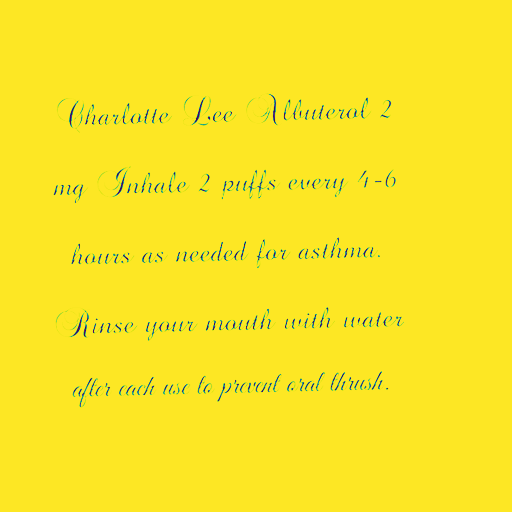 Charlotte Lee Albuterol 2
mg Inhale 2 puffs every 4-6
hours as needed for asthma.
Rinse your mouth with water
after each use to prevent oral thrush.